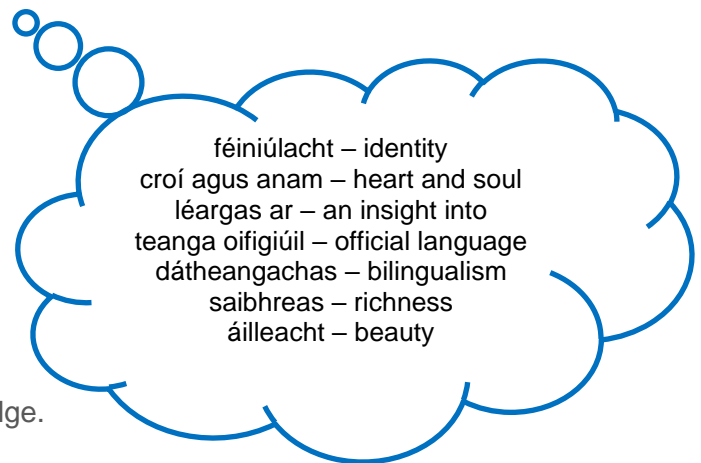 féiniúlacht – identity
croí agus anam – heart and soul
léargas ar – an insight into
teanga oifigiúil – official language
dátheangachas – bilingualism
saibhreas – richness
áilleacht – beauty